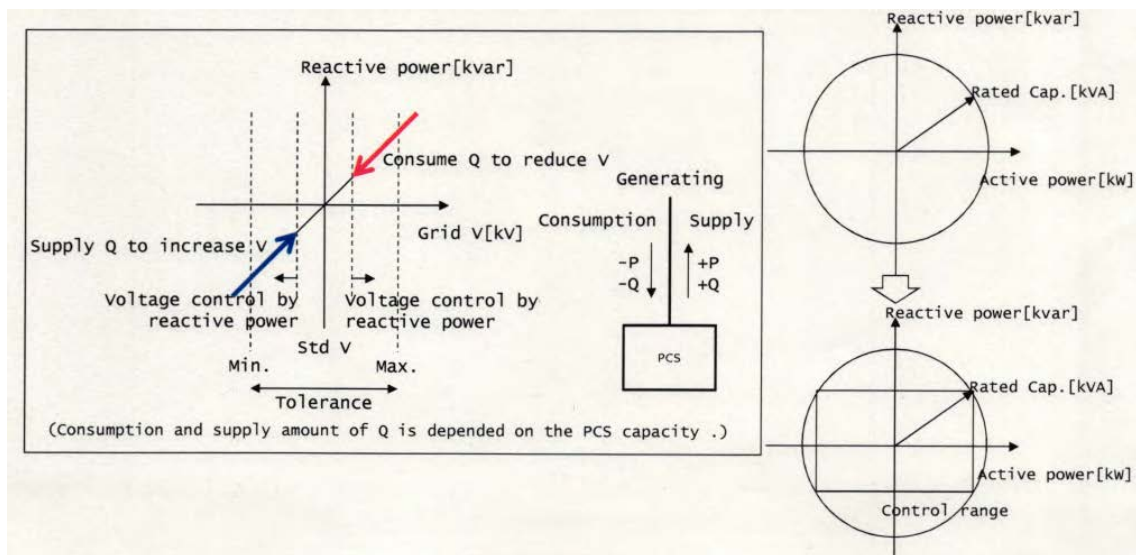 Reactive power[kvar]
Consume Q to reduce V
Grid V[kV]
Supply Q to increase V
Voltage control by
reactive power
Voltage control by
reactive power
Std V
Min.
Max.
Tolerance
Generating
Consumption
Supply
-P
-Q
+P
+Q
PCS
(Consumption and supply amount of Q is depended on the PCS capacity .)
Reactive power[kvar]
Rated Cap.[kVA]
Active power[kW]
Reactive power[kvar]
Rated Cap.[kVA]
Active power[kW]
Control range